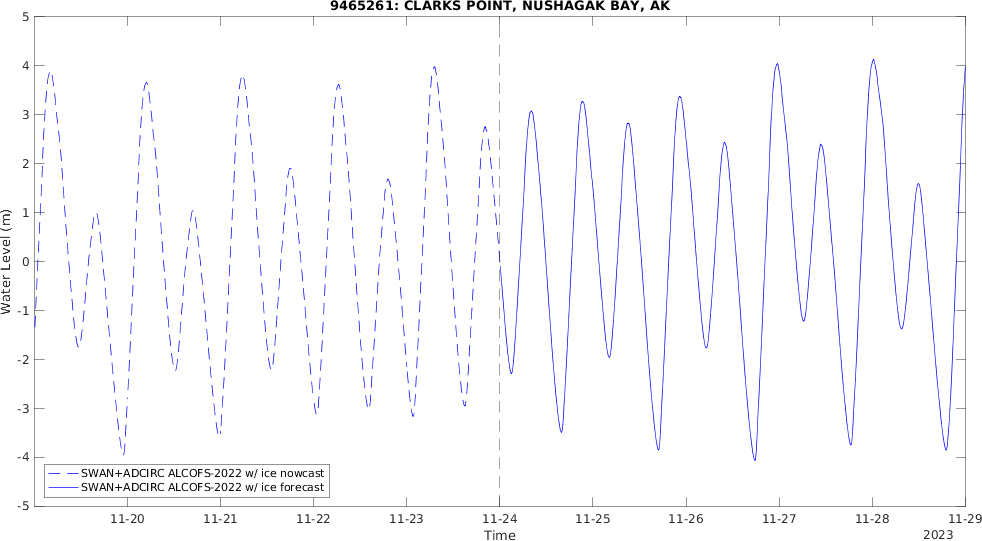 9465261: CLARKS POINT, NUSHAGAK BAY, AK
5
4
3
2
1
0
-1
-2
-3
-4
-5
Water Level (m)
SWAN+ADCIRC ALCOFS-2022 w/ ice nowcast
SWAN+ADCIRC ALCOFS-2022 w/ ice forecast
11-20 11-21 11-22 11-23 11-24 11-25 11-26 11-27 11-28 11-29
Time
2023